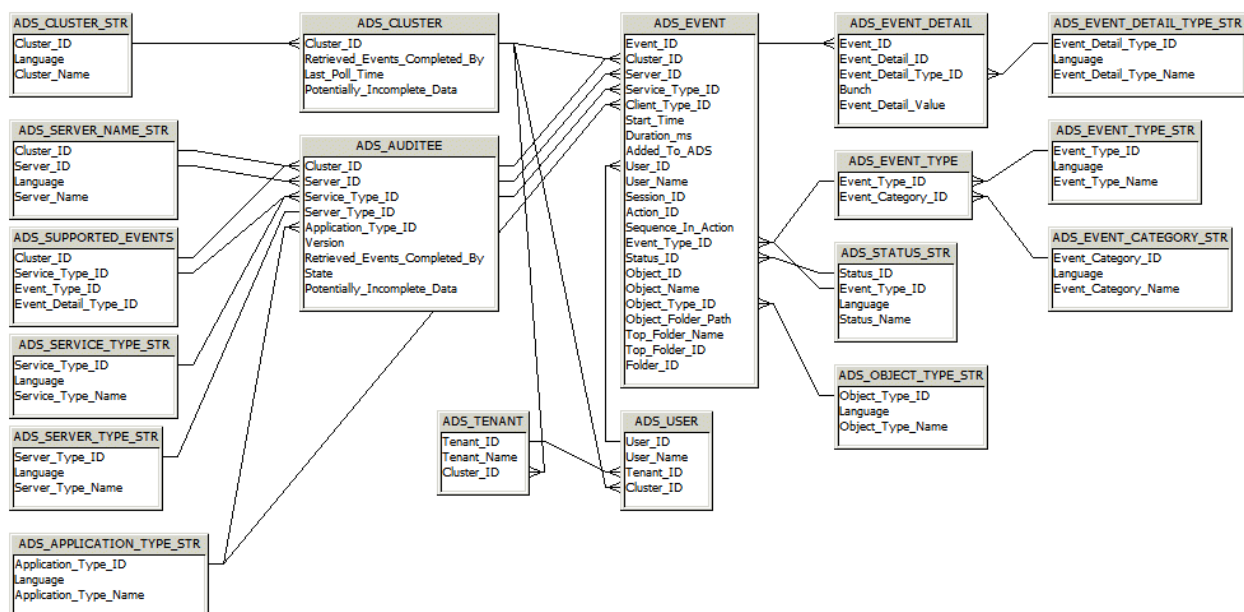 ADS_CLUSTER_STR
Cluster_ID
Language
Cluster_Name
ADS_SERVER_NAME_STR
Cluster_ID
Server_ID
Language
Server_Name
ADS_SUPPORTED_EVENTS
Cluster_ID
Service_Type_ID
Event_Type_ID
Event_Detail_Type_ID
ADS_SERVICE_TYPE_STR
Service_Type_ID
Language
Service_Type_Name
ADS_SERVER_TYPE_STR
Server_Type_ID
Language
Server_Type_Name
ADS_APPLICATION_TYPE_STR
Application_Type_ID
Language
Application_Type_Name
ADS_CLUSTER
Cluster_ID
Retrieved_Events_Completed_By
Last_Poll_Time
Potentially_Incomplete_Data
ADS_AUDITEE
Cluster_ID
Server_ID
Service_Type_ID
Server_Type_ID
Application_Type_ID
Version
Retrieved_Events_Completed_By
State
Potentially_Incomplete_Data
ADS_TENANT
Tenant_ID
Tenant_Name
Cluster_ID
ADS_EVENT
Event_ID
Cluster_ID
Server_ID
Service_Type_ID
Client_Type_ID
Start_Time
Duration_ms
Added_To_ADS
User_ID
User_Name
Session_ID
Action_ID
Sequence_In_Action
Event_Type_ID
Status_ID
Object_ID
Object_Name
Object_Type_ID
Object_Folder_Path
Top_Folder_Name
Top_Folder_ID
Folder_ID
ADS_USER
User_ID
User_Name
Tenant_ID
Cluster_ID
ADS_EVENT_DETAIL
Event_ID
Event_Detail_ID
Event_Detail_Type_ID
Bunch
Event_Detail_Value
ADS_EVENT_TYPE
Event_Type_ID
Event_Category_ID
ADS_STATUS_STR
Status_ID
Event_Type_ID
Language
Status_Name
ADS_OBJECT_TYPE_STR
Object_Type_ID
Language
Object_Type_Name
ADS_EVENT_DETAIL_TYPE_STR
Event_Detail_Type_ID
Language
Event_Detail_Type_Name
ADS_EVENT_TYPE_STR
Event_Type_ID
Language
Event_Type_Name
ADS_EVENT_CATEGORY_STR
Event_Category_ID
Language
Event_Category_Name